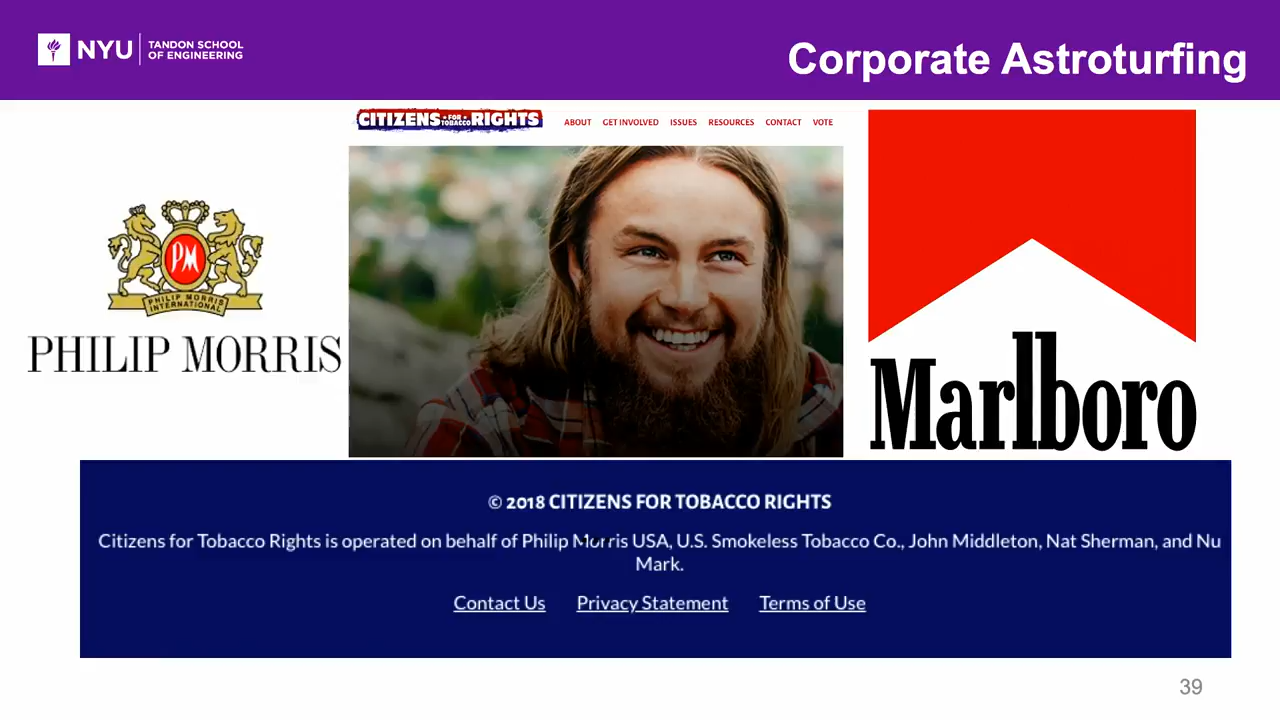 NYU
TANDON SCHOOL
OF ENGINEERING
Corporate Astroturfing
CITIZENS FOR TOBACCO RIGHTS
ABOUT GET INVOLVED ISSUES RESOURCES CONTACT VOTE
PM
PHILIP MORRIS
INTERNATIONAL
PHILIP MORRIS
Marlboro
© 2018 CITIZENS FOR TOBACCO RIGHTS
Citizens for Tobacco Rights is operated on behalf of Philip Morris USA, U.S. Smokeless Tobacco Co., John Middleton, Nat Sherman, and Nu
Mark.
Contact Us Privacy Statement Terms of Use
39